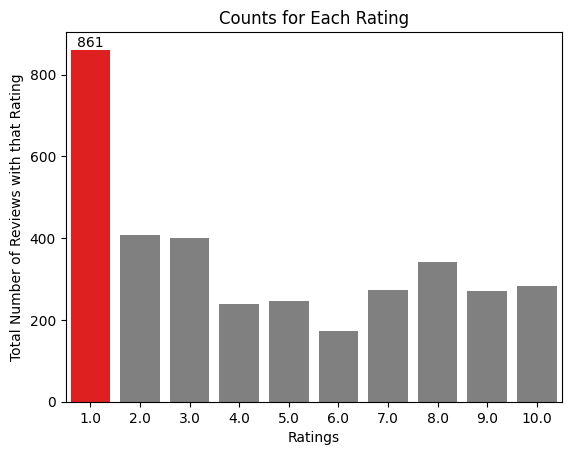 Counts for Each Rating
861
Total Number of Reviews with that Rating
800
600
400
200
0
1.0 2.0 3.0 4.0 5.0 6.0 7.0 8.0 9.0 10.0
Ratings